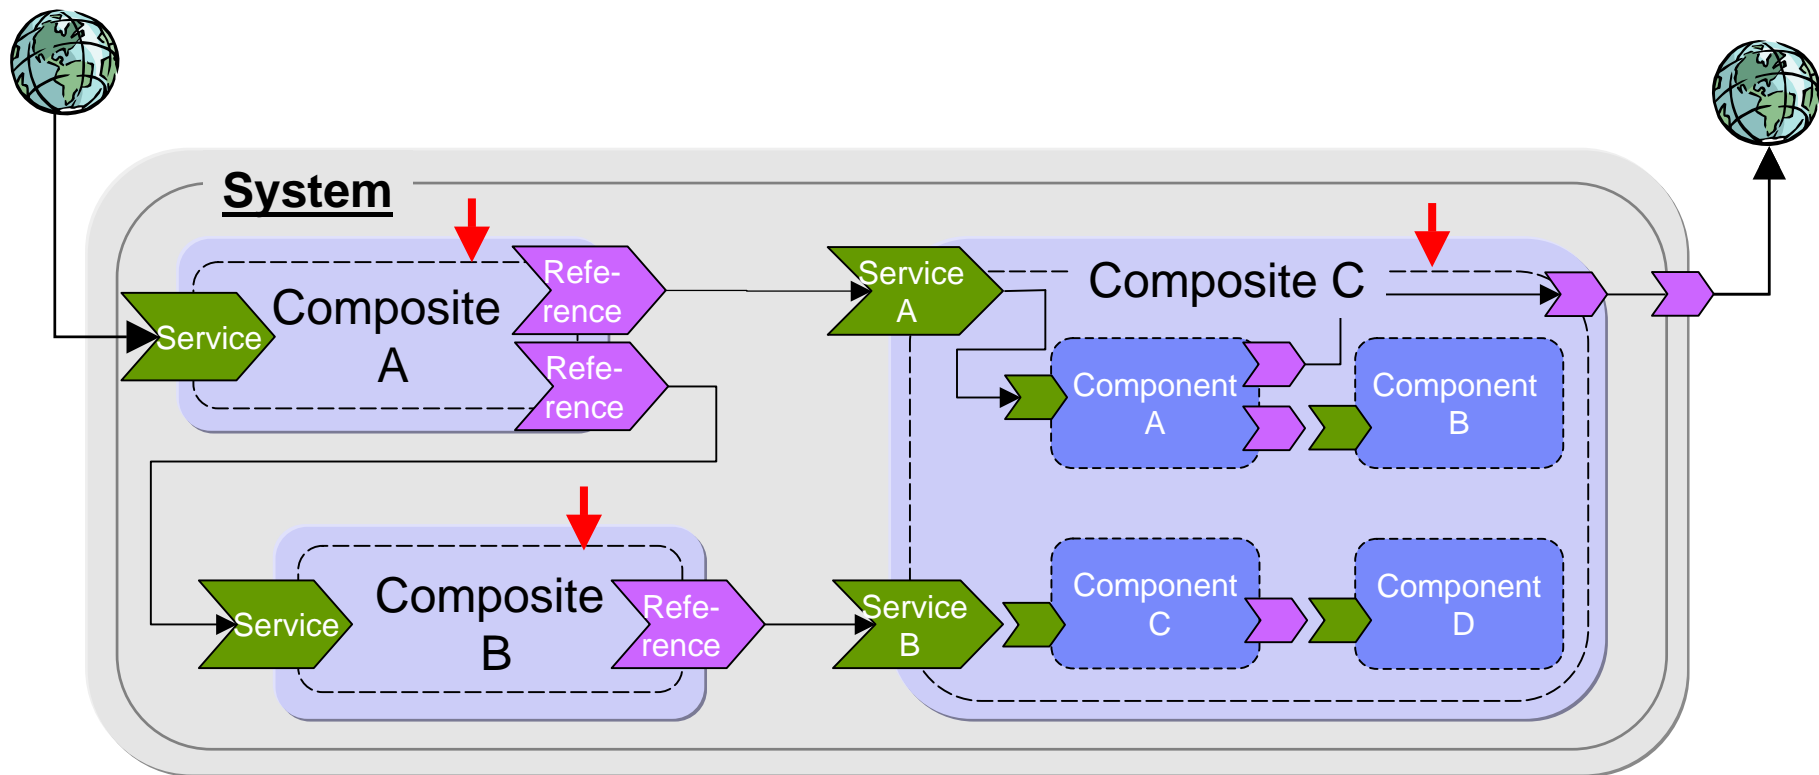 System
Service
Composite
A
Refe-
rence
Refe-
rence
Service
A
Composite C
Component
A
Component
B
Service
Composite
B
Refe-
rence
Service
B
Component
C
Component
D